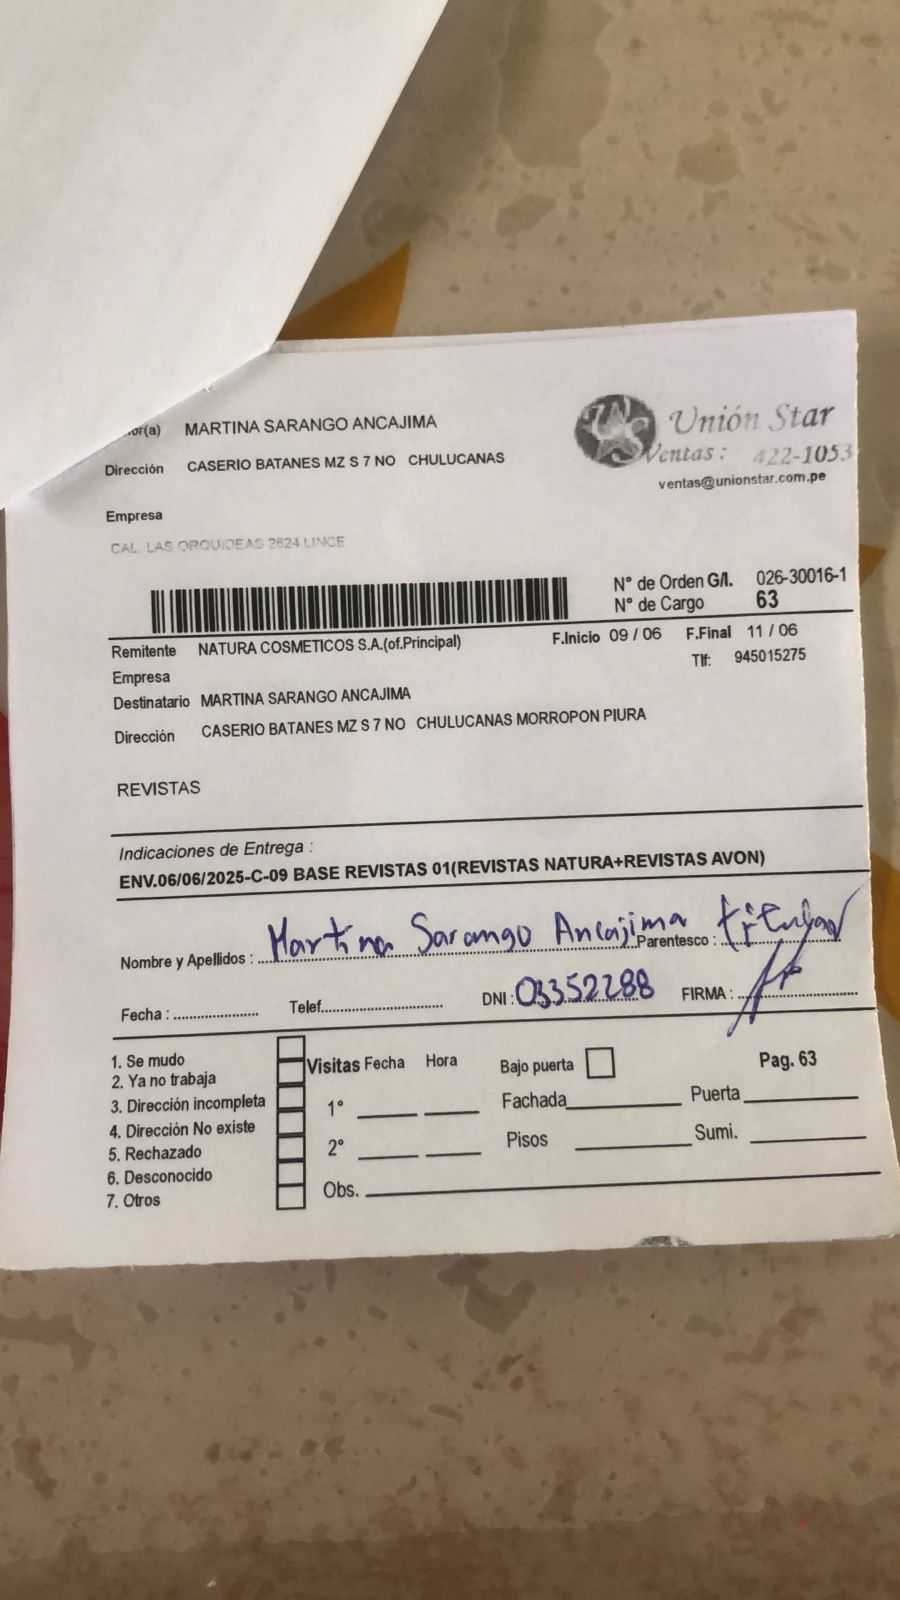 or(a) MARTINA SARANGO ANCAJIMA
Unión Star
Ventas: 422-1053
ventas@unionstar.com.pe
Dirección CASERIO BATANES MZ S 7 NO CHULUCANAS
Empresa
CAL. LAS ORQUIDEAS 2624 LINCE
N° de Orden G/I. 026-30016-1
N° de Cargo 63
Remitente NATURA COSMETICOS S.A.(of.Principal) F.Inicio 09 / 06 F.Final 11 / 06
Empresa Tlf: 945015275
Destinatario MARTINA SARANGO ANCAJIMA
Dirección CASERIO BATANES MZ S 7 NO CHULUCANAS MORROPON PIURA
REVISTAS
Indicaciones de Entrega :
ENV.06/06/2025-C-09 BASE REVISTAS 01(REVISTAS NATURA+REVISTAS AVON)
Nombre y Apellidos : Martina Sarango Ancajima Parentesco : titular
Fecha : Telef. DNI : 03352288 FIRMA :
1. Se mudo
2. Ya no trabaja
3. Dirección incompleta
4. Dirección No existe
5. Rechazado
6. Desconocido
7. Otros
Visitas Fecha Hora Bajo puerta Pag. 63
1° Fachada Puerta
2° Pisos Sumi.
Obs.